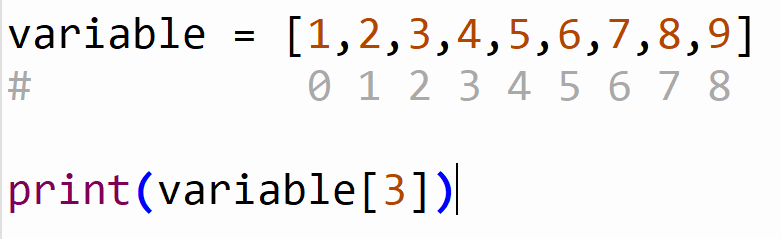 variable = [1,2,3,4,5,6,7,8,9]
#           0 1 2 3 4 5 6 7 8
print(variable[3])